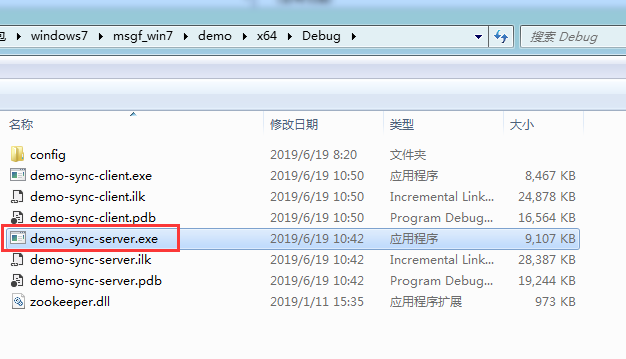 包 windows7 msgf_win7 demo x64 Debug 搜索 Debug
名称 修改日期 类型 大小
config 2019/6/19 8:20 文件夹
demo-sync-client.exe 2019/6/19 10:50 应用程序 8,467 KB
demo-sync-client.ilk 2019/6/19 10:50 Incremental Link... 24,878 KB
demo-sync-client.pdb 2019/6/19 10:50 Program Debug... 16,564 KB
demo-sync-server.exe 2019/6/19 10:42 应用程序 9,107 KB
demo-sync-server.ilk 2019/6/19 10:42 Incremental Link... 28,387 KB
demo-sync-server.pdb 2019/6/19 10:42 Program Debug... 19,244 KB
zookeeper.dll 2019/1/11 15:35 应用程序扩展 973 KB